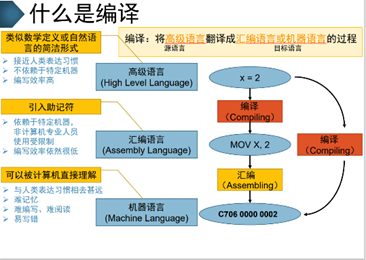 什么是编译
类似数学定义或自然语
言的简洁形式
➢ 接近人类表达习惯
➢ 不依赖于特定机器
➢ 编写效率高
编译：将高级语言翻译成汇编语言或机器语言的过程
源语言
目标语言
高级语言
(High Level Language)
x = 2
引入助记符
➢ 依赖于特定机器，
非计算机专业人员
使用受限制
➢ 编写效率依然很低
编译
(Compiling)
编译
(Compiling)
汇编语言
(Assembly Language)
MOV X, 2
汇编
(Assembling)
可以被计算机直接理解
➢ 与人类表达习惯相去甚远
➢ 难记忆
➢ 难编写、难阅读
➢ 易写错
机器语言
(Machine Language)
C706 0000 0002